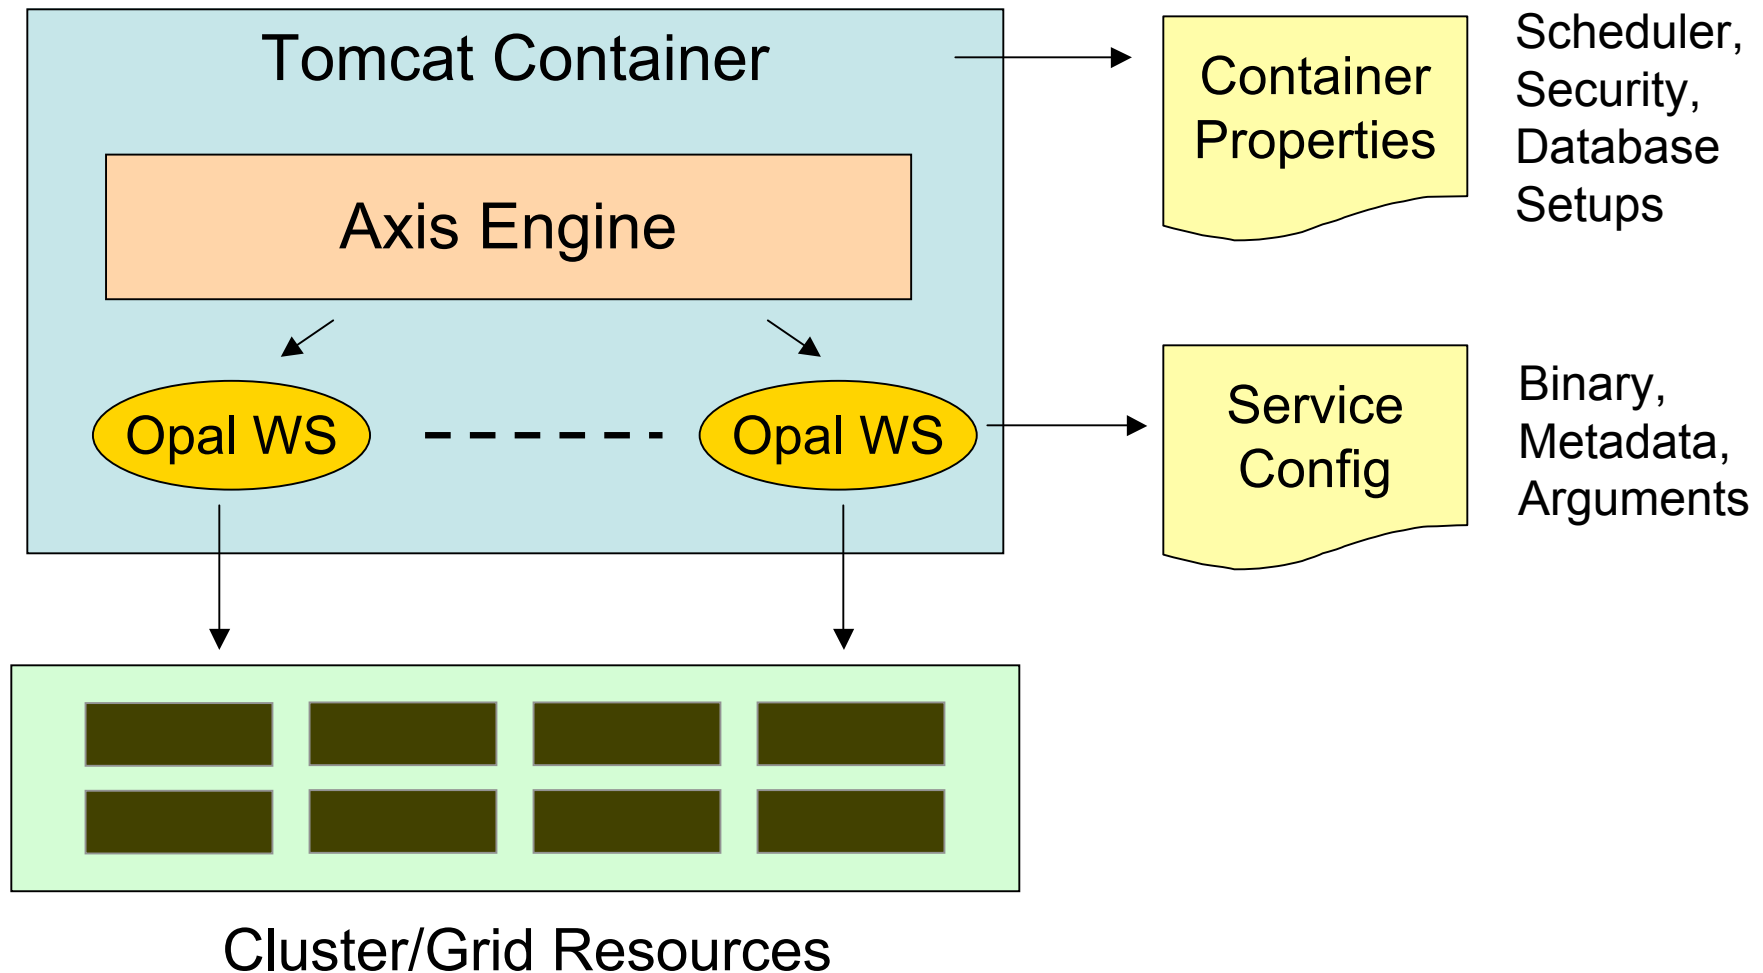 Tomcat Container
Container
Properties
Scheduler,
Security,
Database
Setups
Axis Engine
Opal WS
Opal WS
Service
Config
Binary,
Metadata,
Arguments
Cluster/Grid Resources